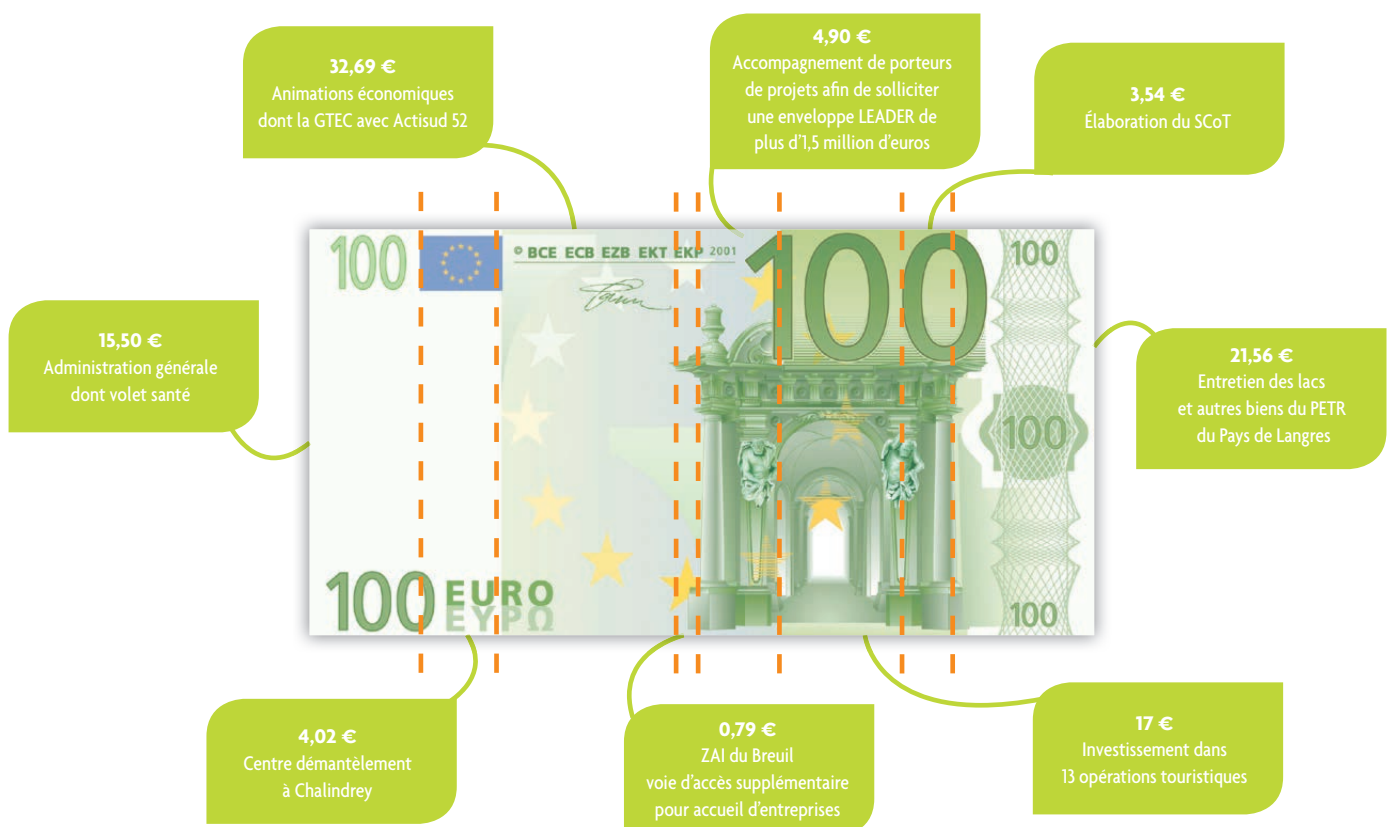 32,69 €
Animations économiques
dont la GTEC avec Actisud 52
4,90 €
Accompagnement de porteurs
de projets afin de solliciter
une enveloppe LEADER de
plus d'1,5 million d'euros
3,54 €
Élaboration du SCoT
15,50 €
Administration générale
dont volet santé
100
© BCE ECB EZB EKT EKP 2001
100
100
100
100 EURO
ΕΥΡΩ
100
21,56 €
Entretien des lacs
et autres biens du PETR
du Pays de Langres
4,02 €
Centre démantèlement
à Chalindrey
0,79 €
ZAI du Breuil
voie d'accès supplémentaire
pour accueil d'entreprises
17 €
Investissement dans
13 opérations touristiques